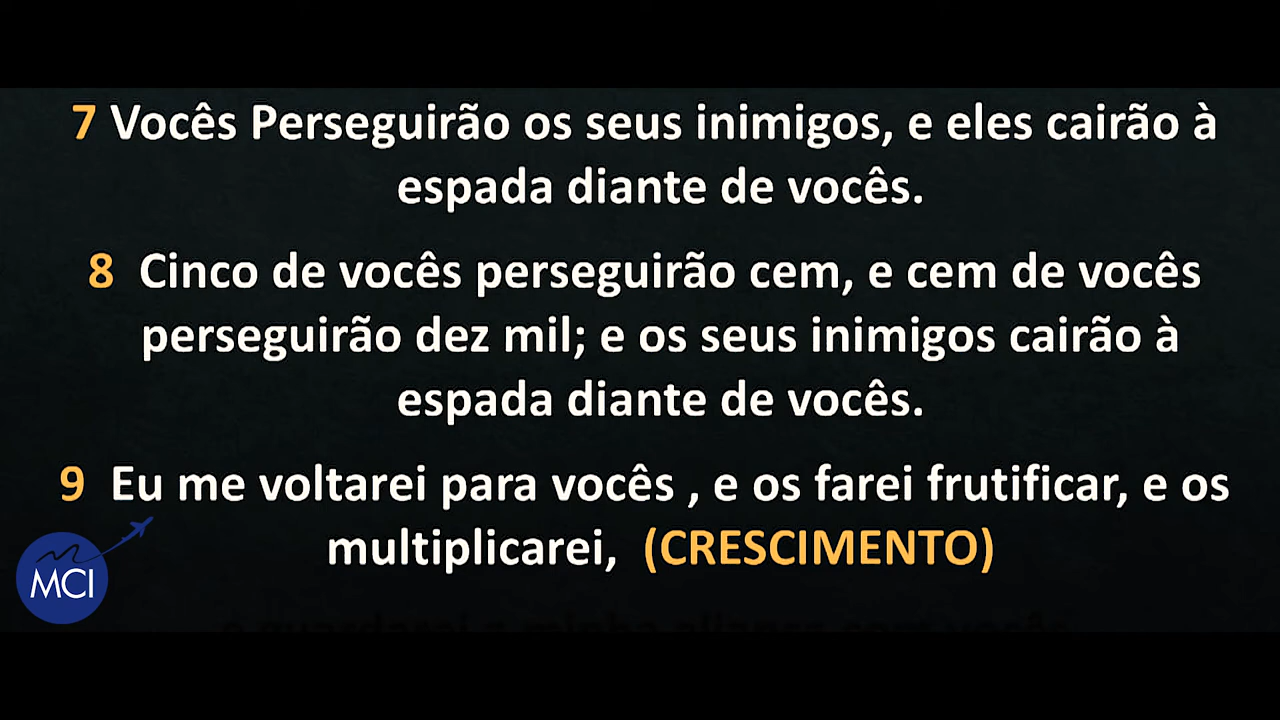 7 Vocês Perseguirão os seus inimigos, e eles cairão à
espada diante de vocês.
8 Cinco de vocês perseguirão cem, e cem de vocês
perseguirão dez mil; e os seus inimigos cairão à
espada diante de vocês.
9 Eu me voltarei para vocês , e os farei frutificar, e os
multiplicarei, (CRESCIMENTO)
MCI